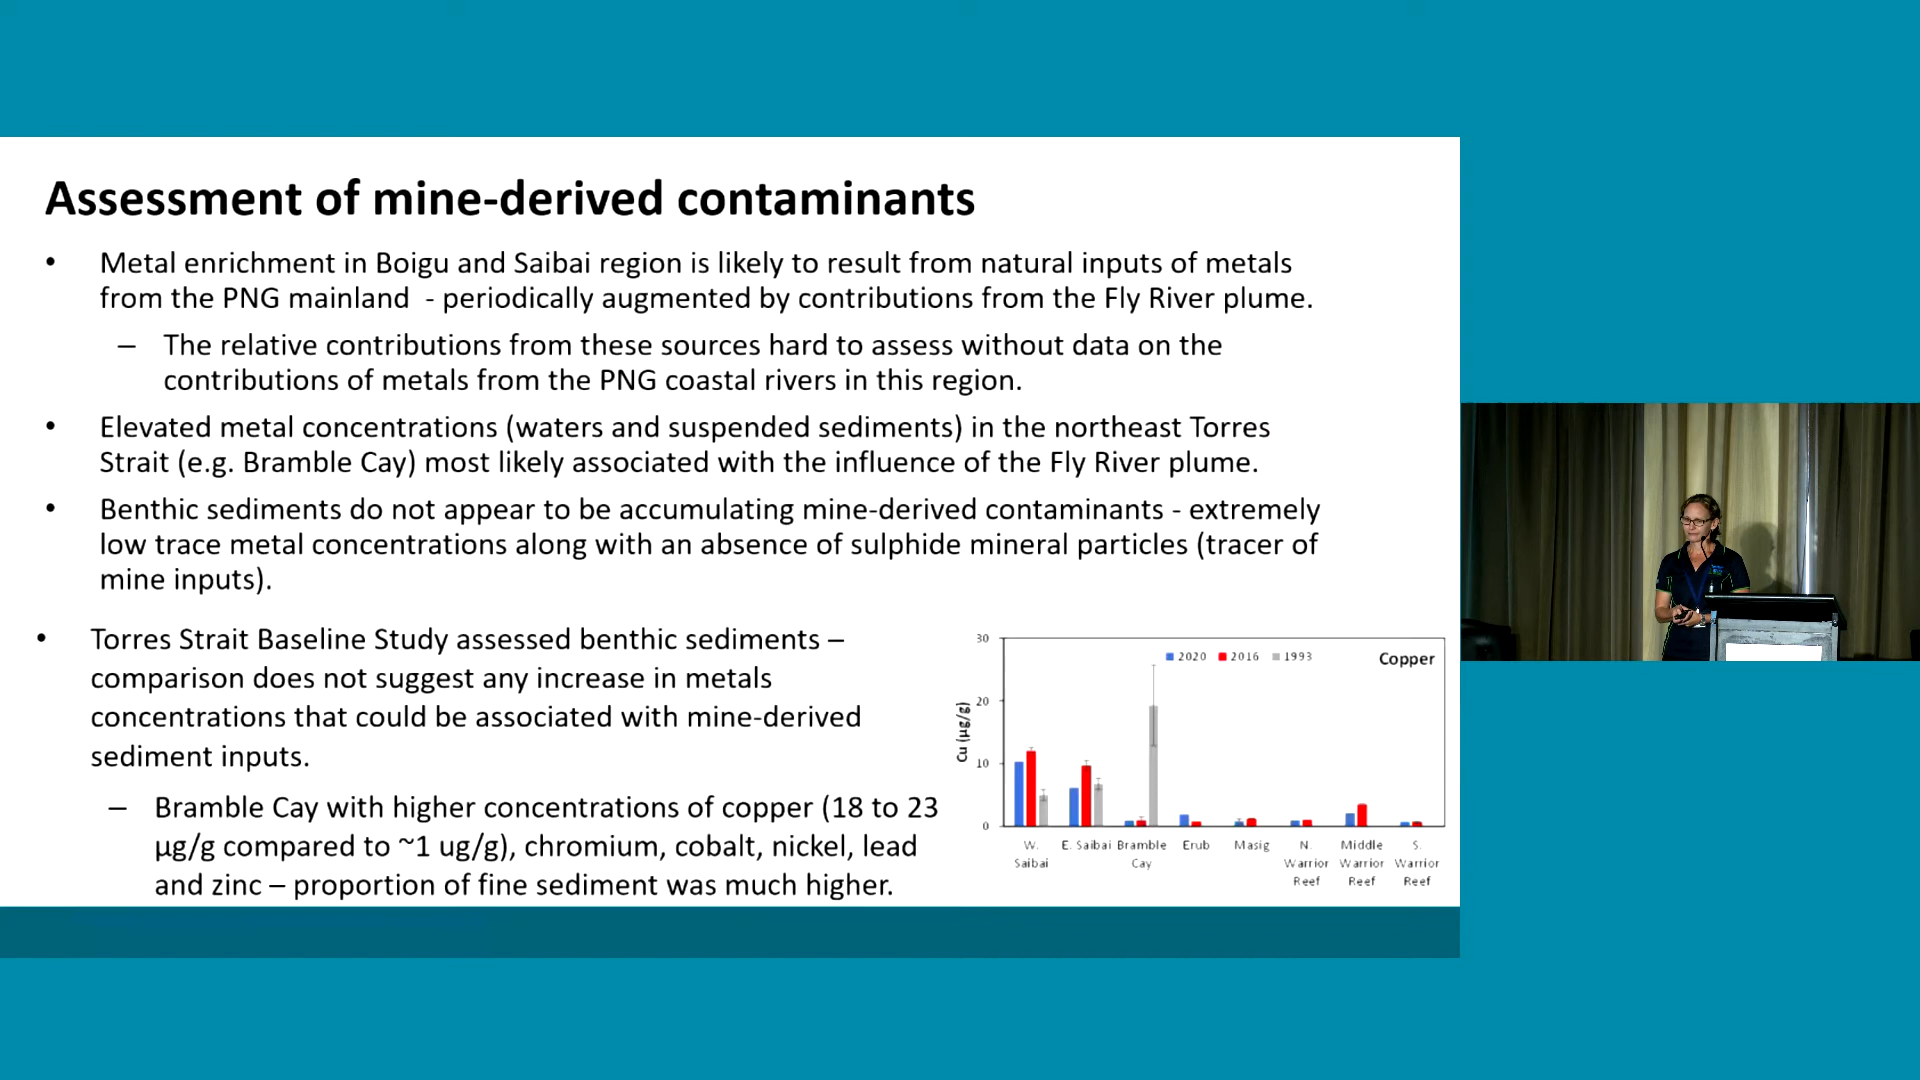 Assessment of mine-derived contaminants
• Metal enrichment in Boigu and Saibai region is likely to result from natural inputs of metals
from the PNG mainland - periodically augmented by contributions from the Fly River plume.
– The relative contributions from these sources hard to assess without data on the
contributions of metals from the PNG coastal rivers in this region.
• Elevated metal concentrations (waters and suspended sediments) in the northeast Torres
Strait (e.g. Bramble Cay) most likely associated with the influence of the Fly River plume.
• Benthic sediments do not appear to be accumulating mine-derived contaminants - extremely
low trace metal concentrations along with an absence of sulphide mineral particles (tracer of
mine inputs).
• Torres Strait Baseline Study assessed benthic sediments –
comparison does not suggest any increase in metals
concentrations that could be associated with mine-derived
sediment inputs.
– Bramble Cay with higher concentrations of copper (18 to 23
µg/g compared to ~1 ug/g), chromium, cobalt, nickel, lead
and zinc – proportion of fine sediment was much higher.
2020 2016 1993
Copper
Cu (µg/g)
30
20
10
0
W. Saibai
E. Saibai
Bramble Cay
Erub
Masig
N. Warrior Reef
Middle Warrior Reef
S. Warrior Reef